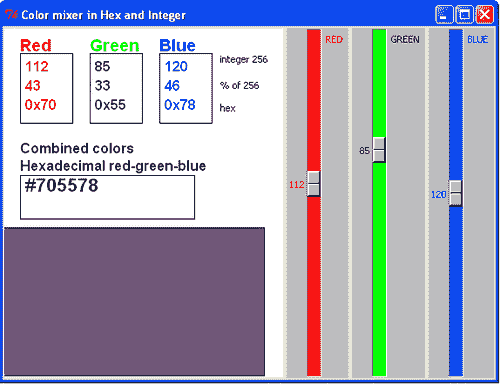 Color mixer in Hex and Integer
Red Green Blue
112 85 120 integer 256
43 33 46 % of 256
0x70 0x55 0x78 hex
Combined colors
Hexadecimal red-green-blue
#705578
RED GREEN BLUE
85
112
120